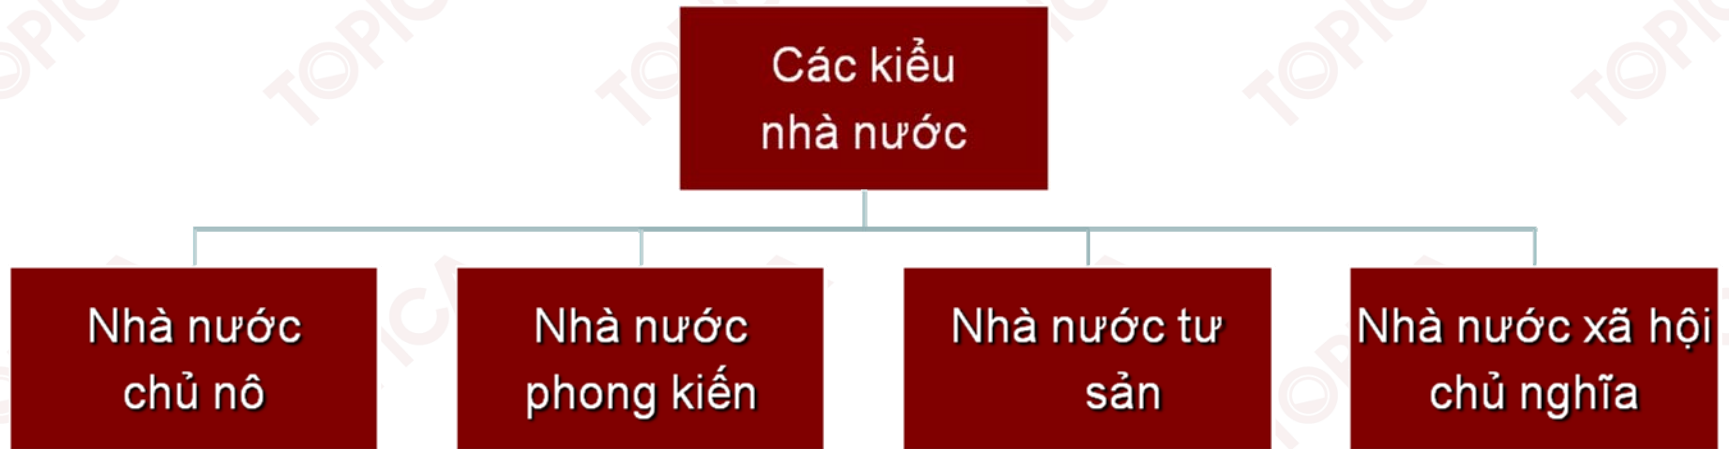 Các kiểu
nhà nước
Nhà nước
chủ nô
Nhà nước
phong kiến
Nhà nước tư
sản
Nhà nước xã hội
chủ nghĩa
TOPICA